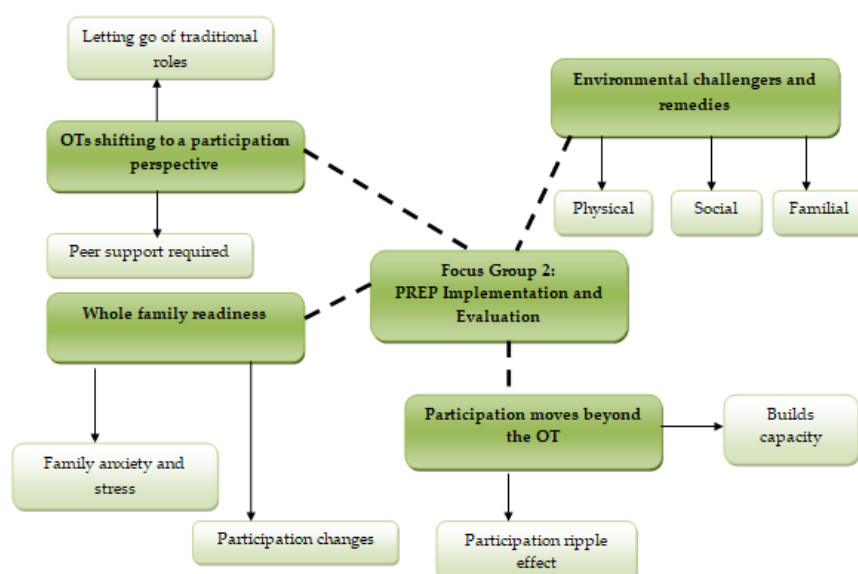 Letting go of traditional
roles
OTs shifting to a participation
perspective
Peer support required
Environmental challengers and
remedies
Physical
Social
Familial
Focus Group 2:
PREP Implementation and
Evaluation
Whole family readiness
Family anxiety and
stress
Participation changes
Participation moves beyond
the OT
Builds
capacity
Participation ripple
effect